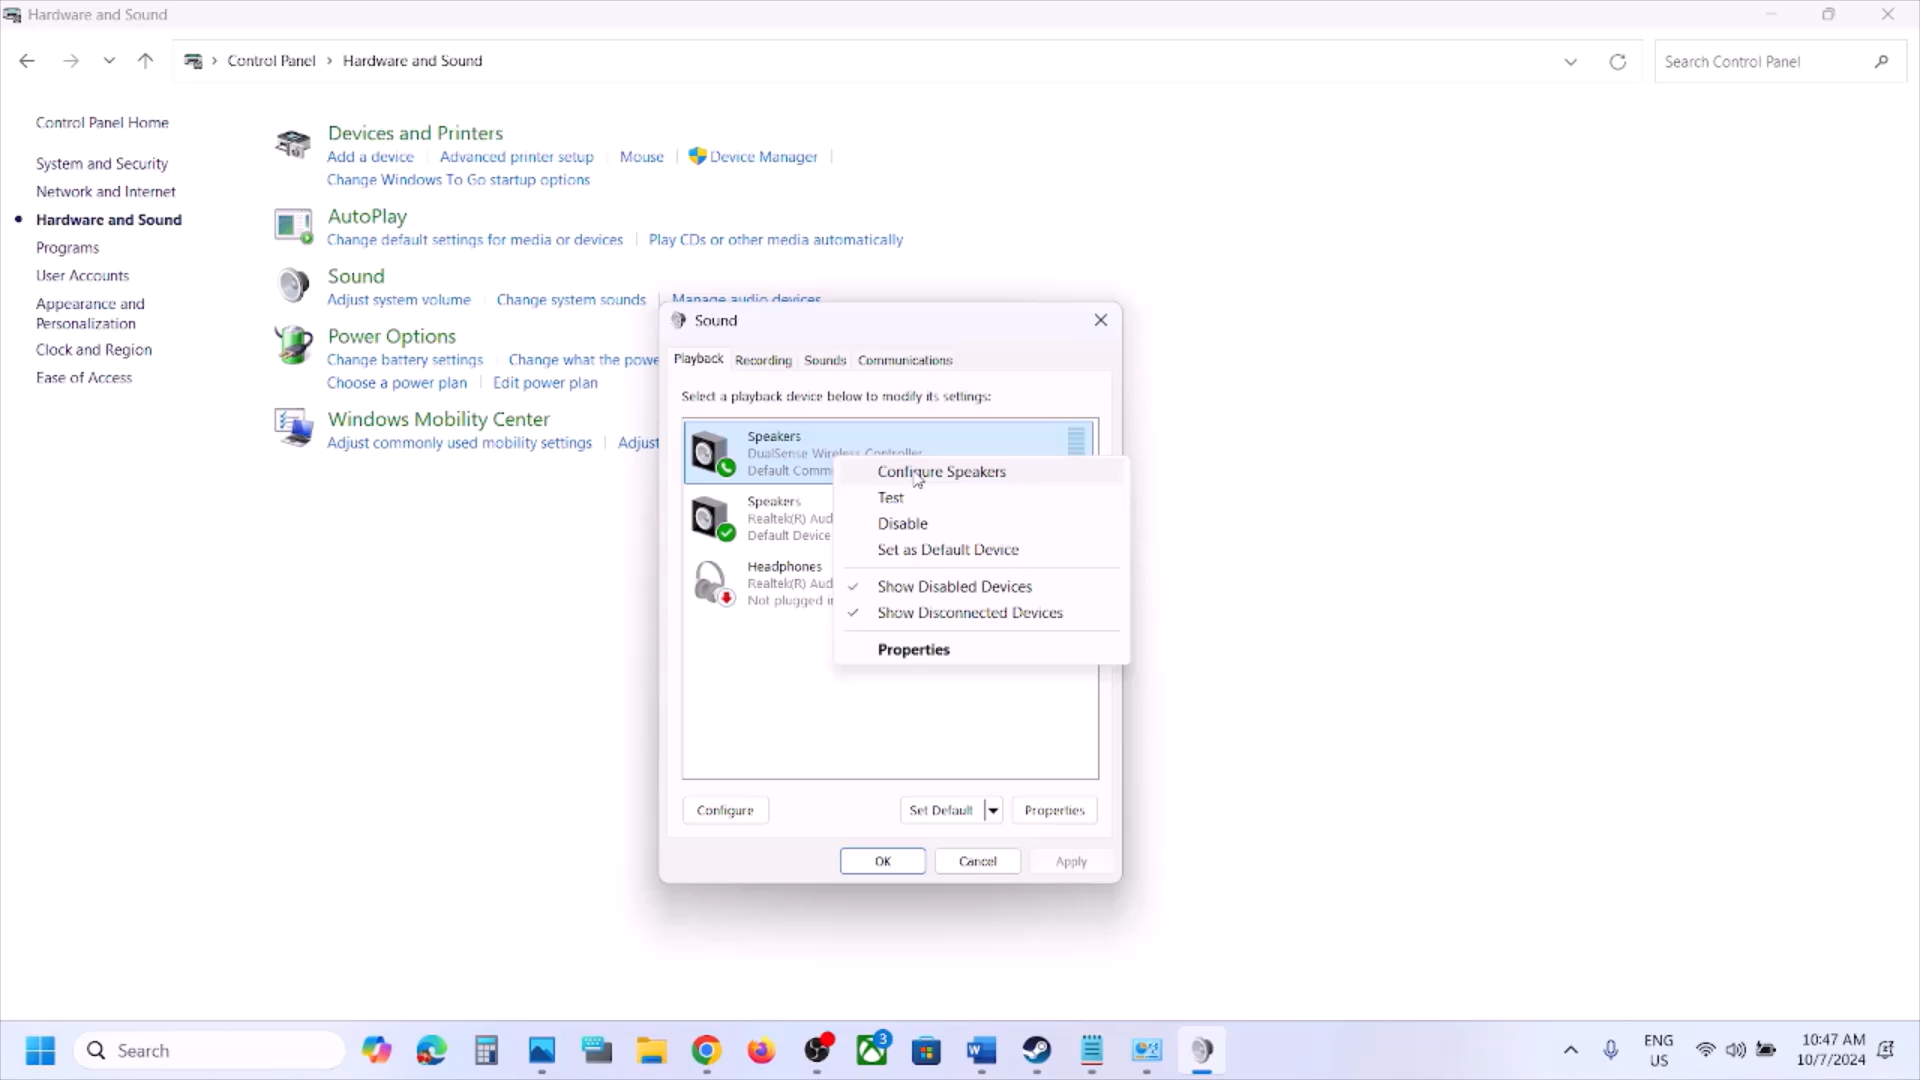 Hardware and Sound
Control Panel > Hardware and Sound
Search Control Panel
Control Panel Home
System and Security
Network and Internet
Hardware and Sound
Programs
User Accounts
Appearance and
Personalization
Clock and Region
Ease of Access
Devices and Printers
Add a device
Advanced printer setup
Mouse
Device Manager
Change Windows To Go startup options
AutoPlay
Change default settings for media or devices
Play CDs or other media automatically
Sound
Adjust system volume
Change system sounds
Manage audio devices
Power Options
Change battery settings
Change what the powe
Choose a power plan
Edit power plan
Windows Mobility Center
Adjust commonly used mobility settings
Adjust
Sound
Playback
Recording
Sounds
Communications
Select a playback device below to modify its settings:
Speakers
DualSense Wireless Controller
Default Comm
Speakers
Realtek(R) Aud
Default Device
Headphones
Realtek(R) Aud
Not plugged in
Configure Speakers
Test
Disable
Set as Default Device
Show Disabled Devices
Show Disconnected Devices
Properties
Configure
Set Default
Properties
OK
Cancel
Apply
Search
3
ENG
US
10:47 AM
10/7/2024